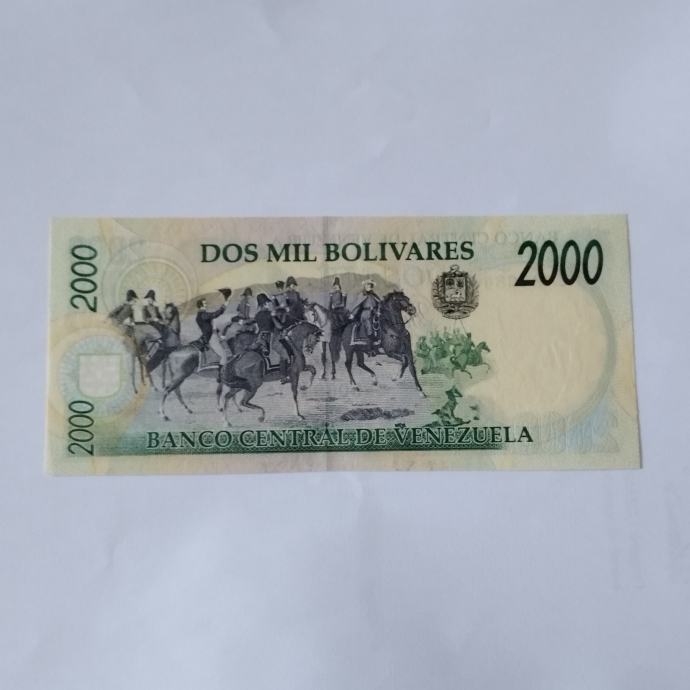 DOS MIL BOLIVARES
2000
2000
2000
BANCO CENTRAL DE VENEZUELA